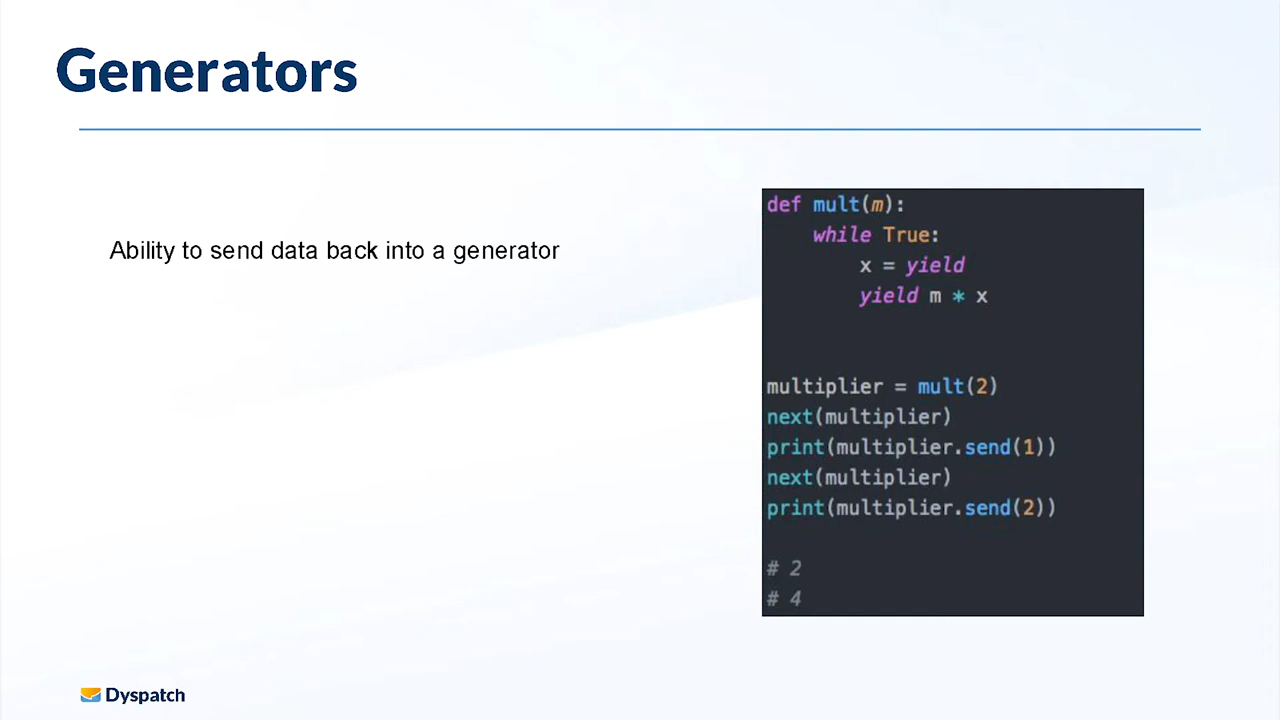 Generators
Ability to send data back into a generator
def mult(m):
    while True:
        x = yield
        yield m * x
multiplier = mult(2)
next(multiplier)
print(multiplier.send(1))
next(multiplier)
print(multiplier.send(2))
# 2
# 4
Dyspatch